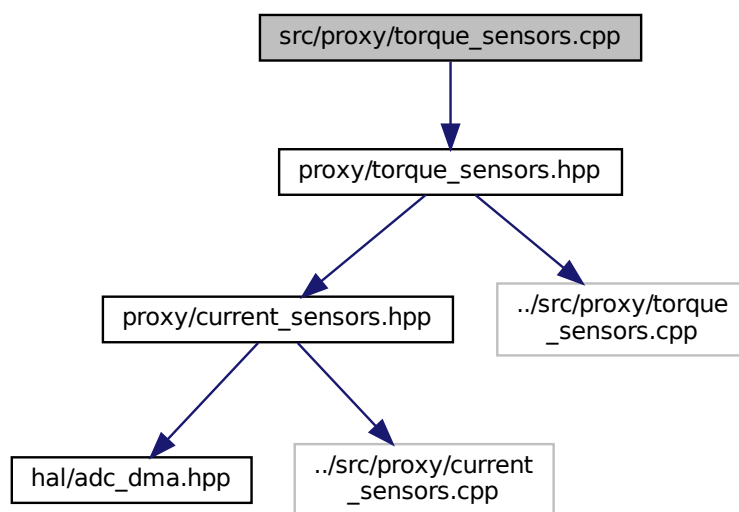 src/proxy/torque_sensors.cpp
proxy/torque_sensors.hpp
proxy/current_sensors.hpp
../src/proxy/torque
_sensors.cpp
hal/adc_dma.hpp
../src/proxy/current
_sensors.cpp